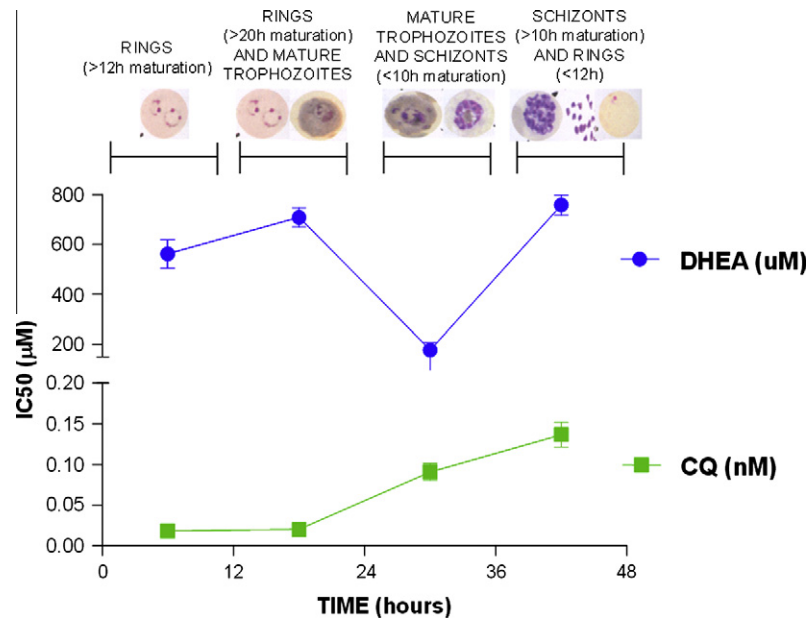 RINGS
(>12h maturation)
RINGS
(>20h maturation)
AND MATURE
TROPHOZOITES
MATURE
TROPHOZOITES
AND SCHIZONTS
(<10h maturation)
SCHIZONTS
(>10h maturation)
AND RINGS
(<12h)
800
600
400
200
0.20
0.15
0.10
0.05
0.00
IC50 (µM)
DHEA (uM)
CQ (nM)
0
12
24
36
48
TIME (hours)